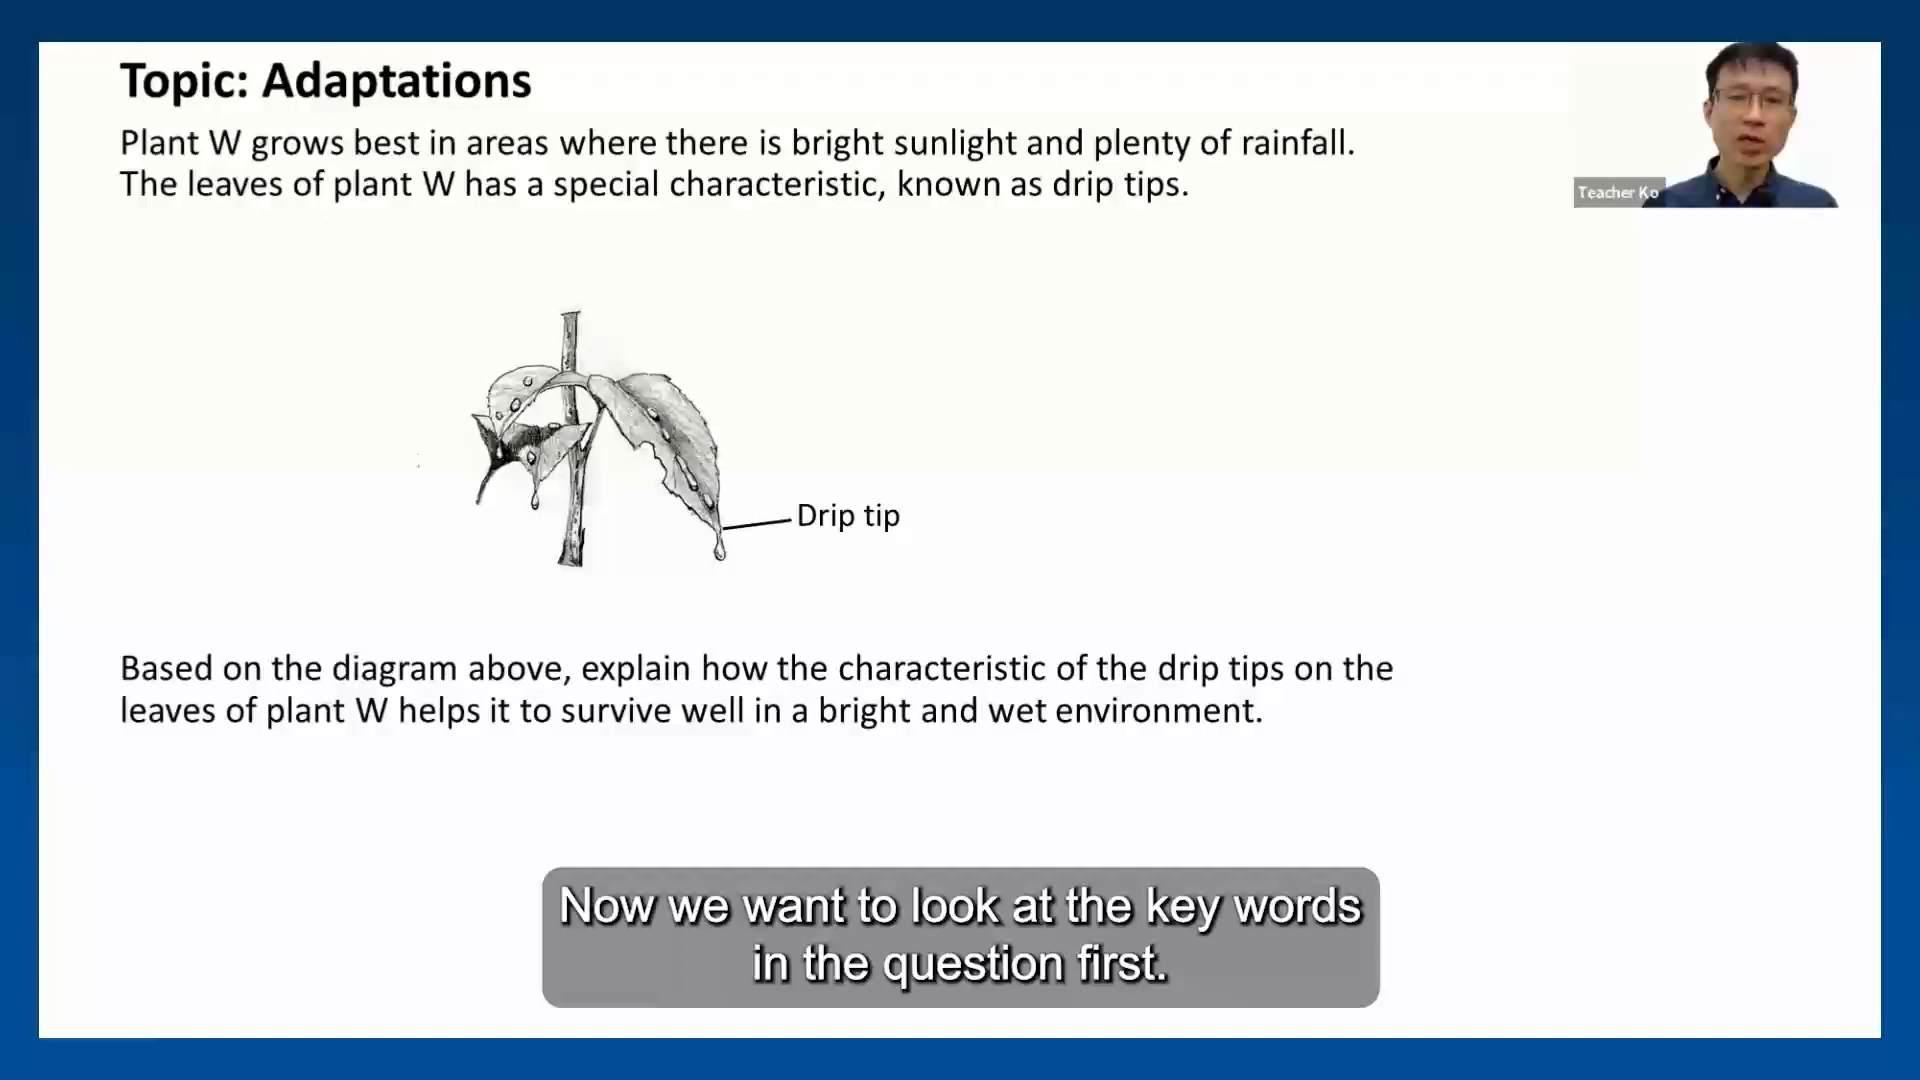 Topic: Adaptations
Plant W grows best in areas where there is bright sunlight and plenty of rainfall.
The leaves of plant W has a special characteristic, known as drip tips.
Teacher Ko
Drip tip
Based on the diagram above, explain how the characteristic of the drip tips on the
leaves of plant W helps it to survive well in a bright and wet environment.
Now we want to look at the key words
in the question first.